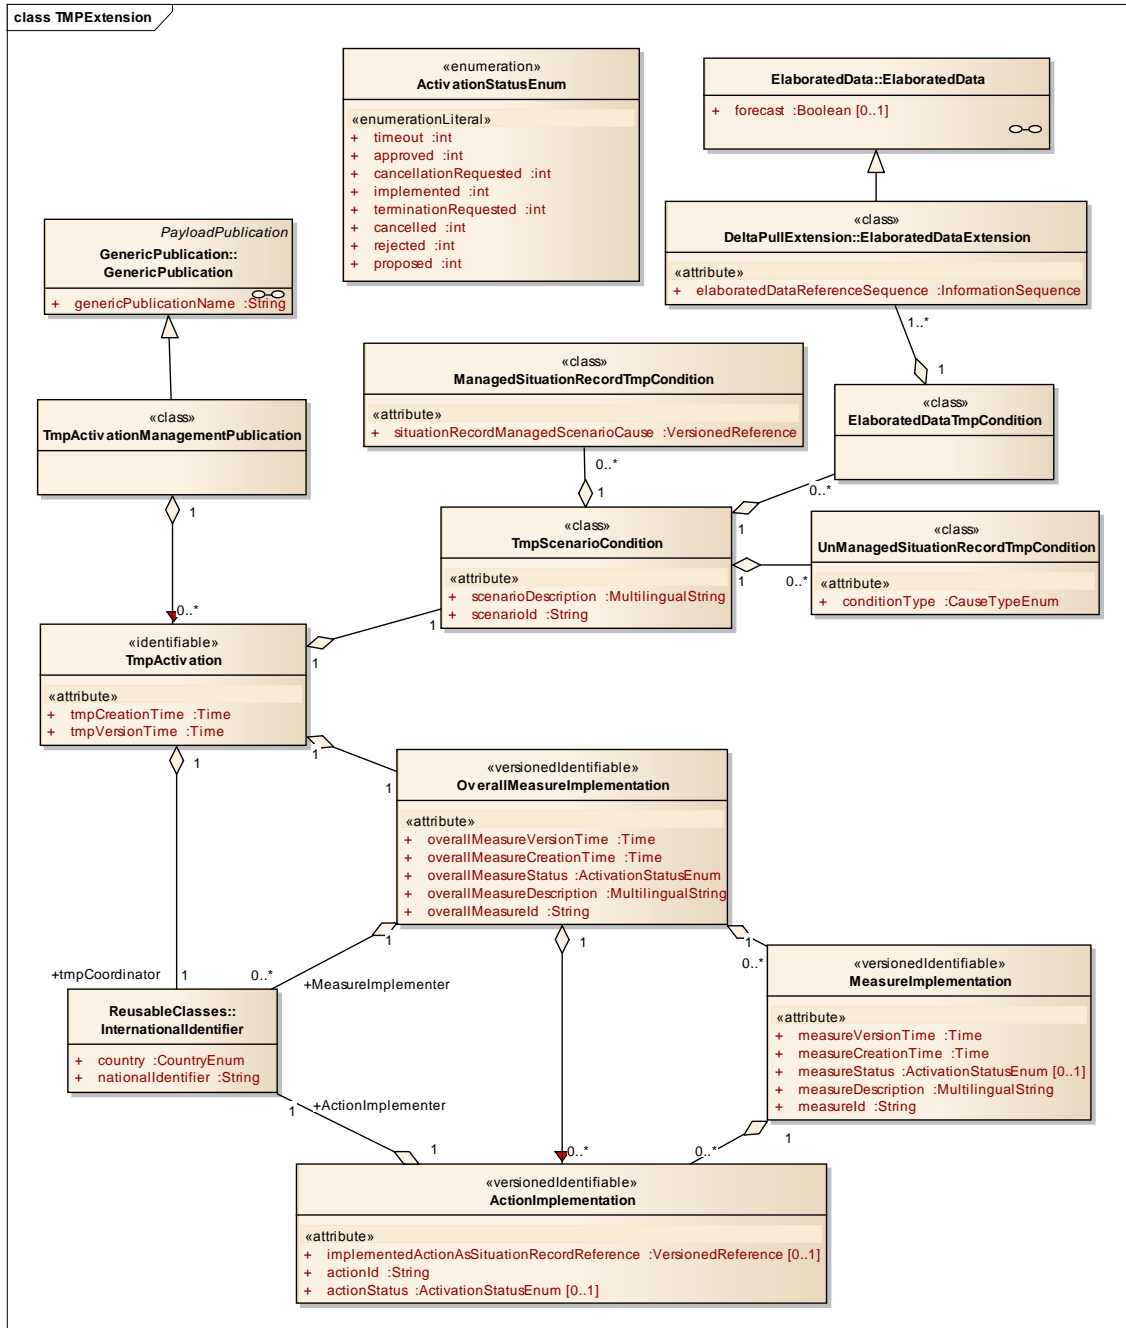 class TMPExtension
«enumeration»
ActivationStatusEnum
«enumerationLiteral»
+ timeout :int
+ approved :int
+ cancellationRequested :int
+ implemented :int
+ terminationRequested :int
+ cancelled :int
+ rejected :int
+ proposed :int
ElaboratedData::ElaboratedData
+ forecast :Boolean [0..1]
«class»
DeltaPullExtension::ElaboratedDataExtension
«attribute»
+ elaboratedDataReferenceSequence :InformationSequence
1..*
1
PayloadPublication
GenericPublication::
GenericPublication
+ genericPublicationName :String
«class»
ManagedSituationRecordTmpCondition
«attribute»
+ situationRecordManagedScenarioCause :VersionedReference
0..*
1
«class»
ElaboratedDataTmpCondition
0..*
1
«class»
TmpActivationManagementPublication
1
0..*
«class»
TmpScenarioCondition
«attribute»
+ scenarioDescription :MultilingualString
+ scenarioId :String
1
1
1
0..*
«class»
UnManagedSituationRecordTmpCondition
«attribute»
+ conditionType :CauseTypeEnum
«identifiable»
TmpActivation
«attribute»
+ tmpCreationTime :Time
+ tmpVersionTime :Time
1
1
1
«versionedIdentifiable»
OverallMeasureImplementation
«attribute»
+ overallMeasureVersionTime :Time
+ overallMeasureCreationTime :Time
+ overallMeasureStatus :ActivationStatusEnum
+ overallMeasureDescription :MultilingualString
+ overallMeasureId :String
1
1
1
0..*
+tmpCoordinator
1
0..*
+MeasureImplementer
ReusableClasses::
InternationalIdentifier
+ country :CountryEnum
+ nationalIdentifier :String
1
+ActionImplementer
1
«versionedIdentifiable»
MeasureImplementation
«attribute»
+ measureVersionTime :Time
+ measureCreationTime :Time
+ measureStatus :ActivationStatusEnum [0..1]
+ measureDescription :MultilingualString
+ measureId :String
1
0..*
0..*
«versionedIdentifiable»
ActionImplementation
«attribute»
+ implementedActionAsSituationRecordReference :VersionedReference [0..1]
+ actionId :String
+ actionStatus :ActivationStatusEnum [0..1]